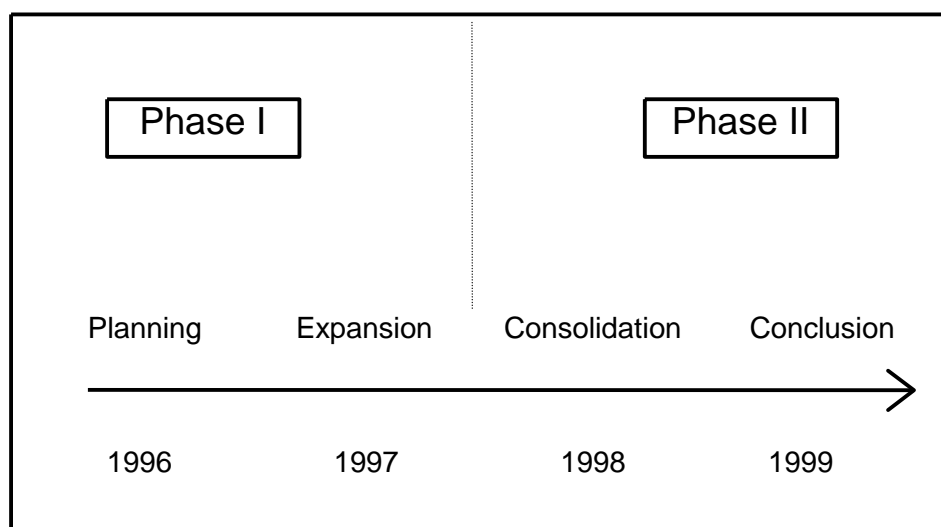 Phase I
Phase II
Planning
Expansion
Consolidation
Conclusion
1996
1997
1998
1999